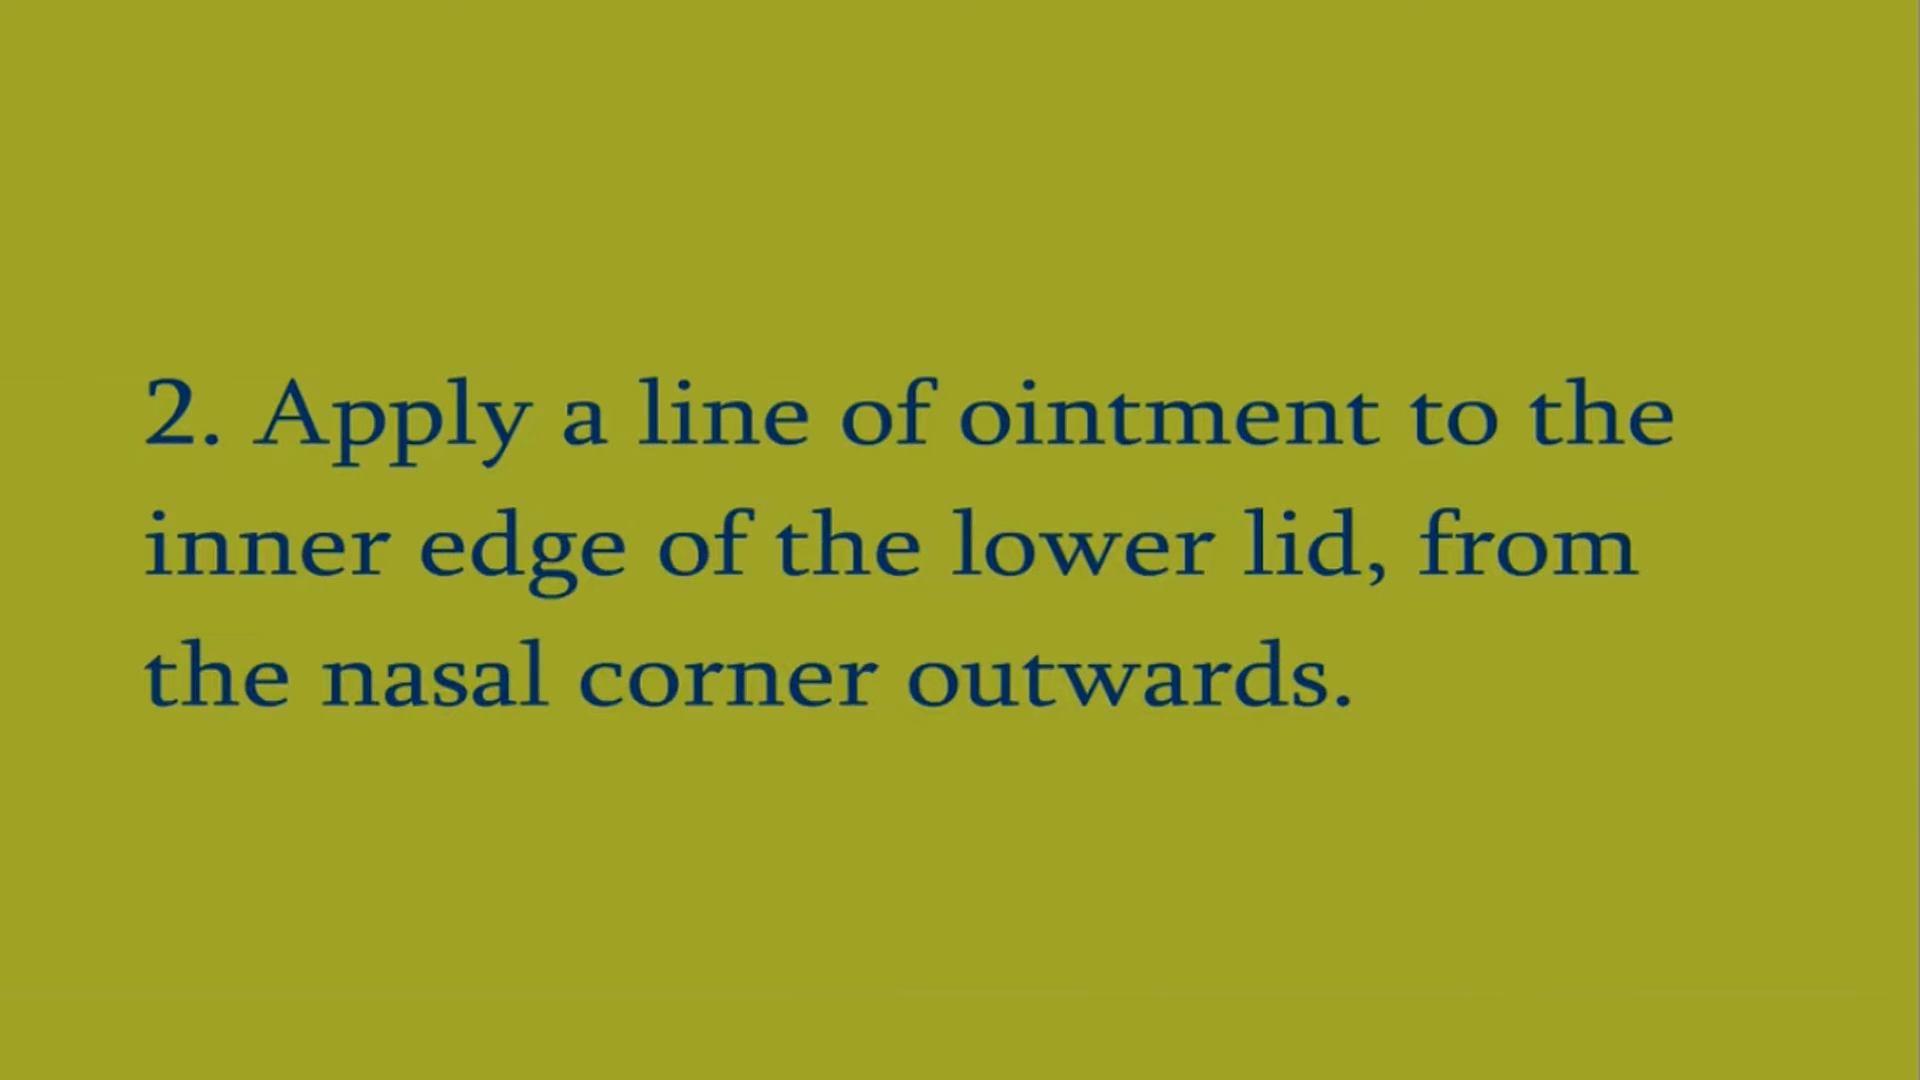 2. Apply a line of ointment to the
inner edge of the lower lid, from
the nasal corner outwards.